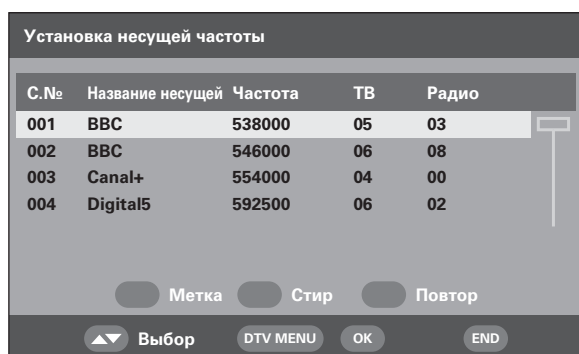 Установка несущей частоты
С.№ Название несущей Частота ТВ Радио
001 BBC 538000 05 03
002 BBC 546000 06 08
003 Canal+ 554000 04 00
004 Digital5 592500 06 02
Метка Стир Повтор
Выбор DTV MENU OK END